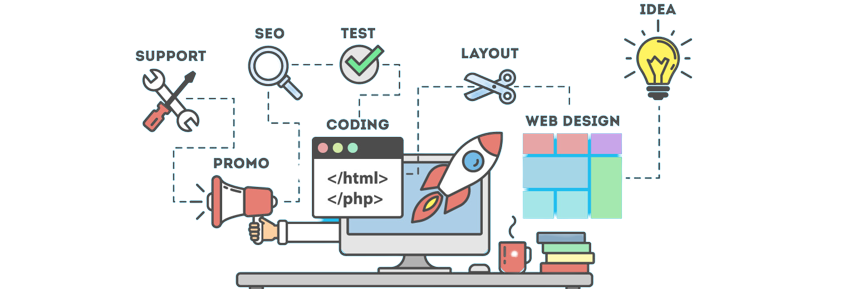 IDEA
SEO
TEST
SUPPORT
LAYOUT
CODING
WEB DESIGN
PROMO
</html>
</php>